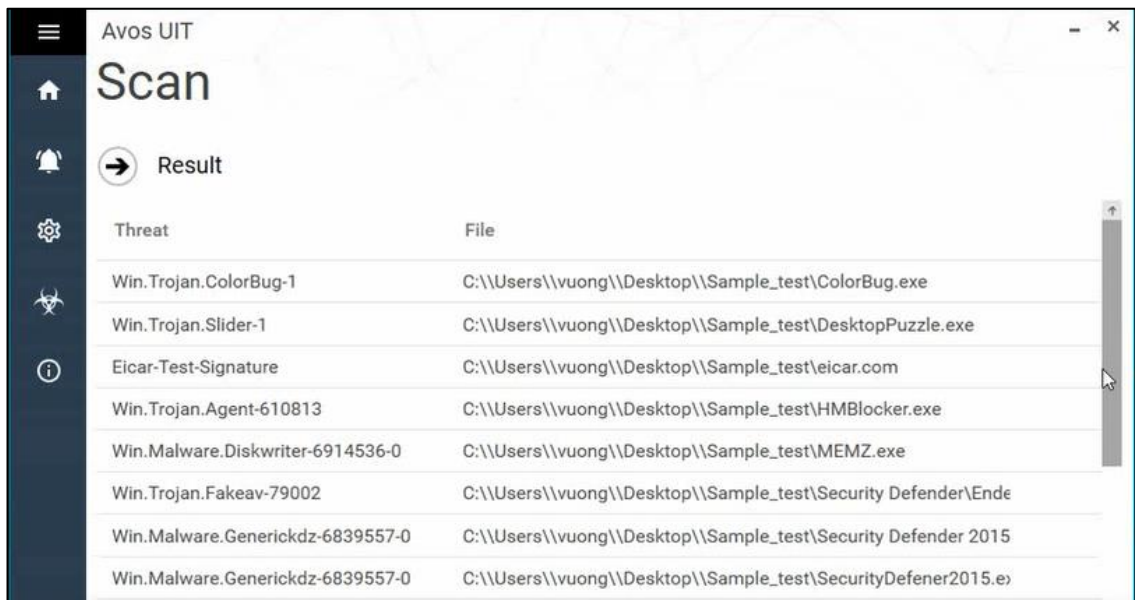 Avos UIT
Scan
Result
Threat File
Win.Trojan.ColorBug-1 C:\\Users\\vuong\\Desktop\\Sample_test\ColorBug.exe
Win.Trojan.Slider-1 C:\\Users\\vuong\\Desktop\\Sample_test\DesktopPuzzle.exe
Eicar-Test-Signature C:\\Users\\vuong\\Desktop\\Sample_test\eicar.com
Win.Trojan.Agent-610813 C:\\Users\\vuong\\Desktop\\Sample_test\HMBlocker.exe
Win.Malware.Diskwriter-6914536-0 C:\\Users\\vuong\\Desktop\\Sample_test\MEMZ.exe
Win.Trojan.Fakeav-79002 C:\\Users\\vuong\\Desktop\\Sample_test\Security Defender\Ende
Win.Malware.Generickdz-6839557-0 C:\\Users\\vuong\\Desktop\\Sample_test\Security Defender 2015
Win.Malware.Generickdz-6839557-0 C:\\Users\\vuong\\Desktop\\Sample_test\SecurityDefener2015.ex